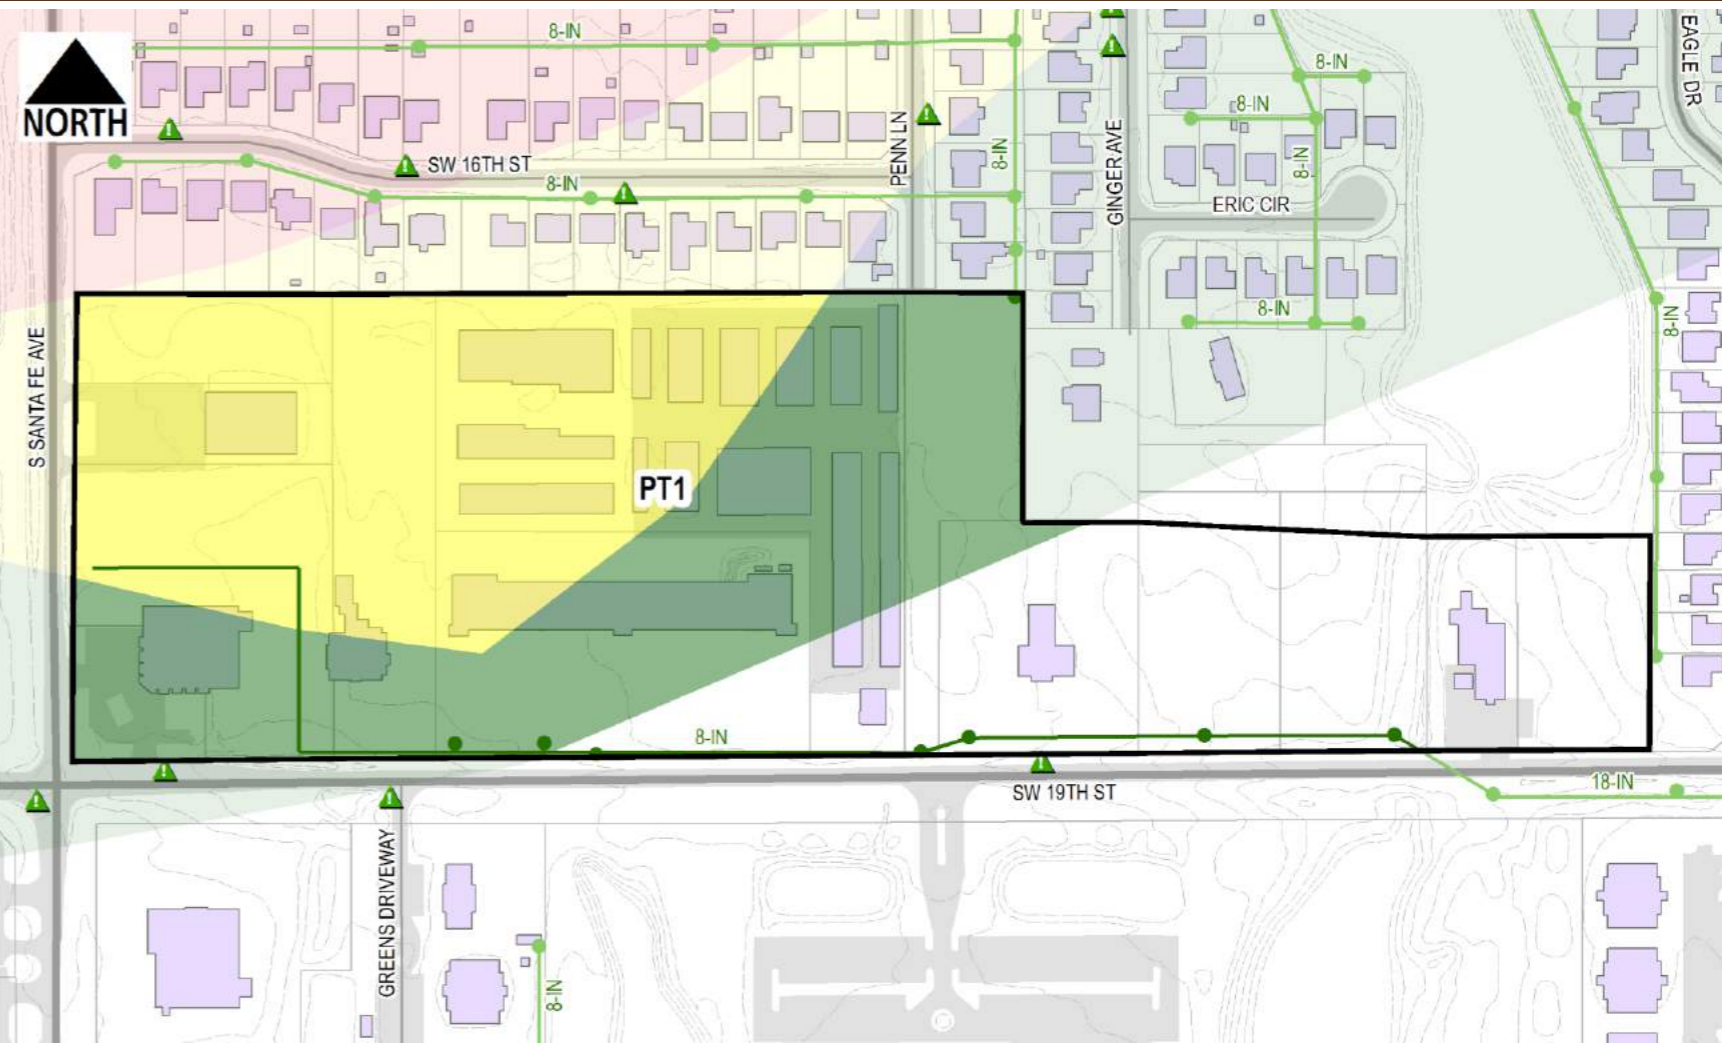 8-IN
EAGLE DR
8-IN
NORTH
8-IN
PENN LN
8-IN
GINGER AVE
8-IN
SW 16TH ST
8-IN
ERIC CIR
8-IN
8-IN
S SANTA FE AVE
PT1
8-IN
SW 19TH ST
18-IN
GREENS DRIVEWAY
8-IN